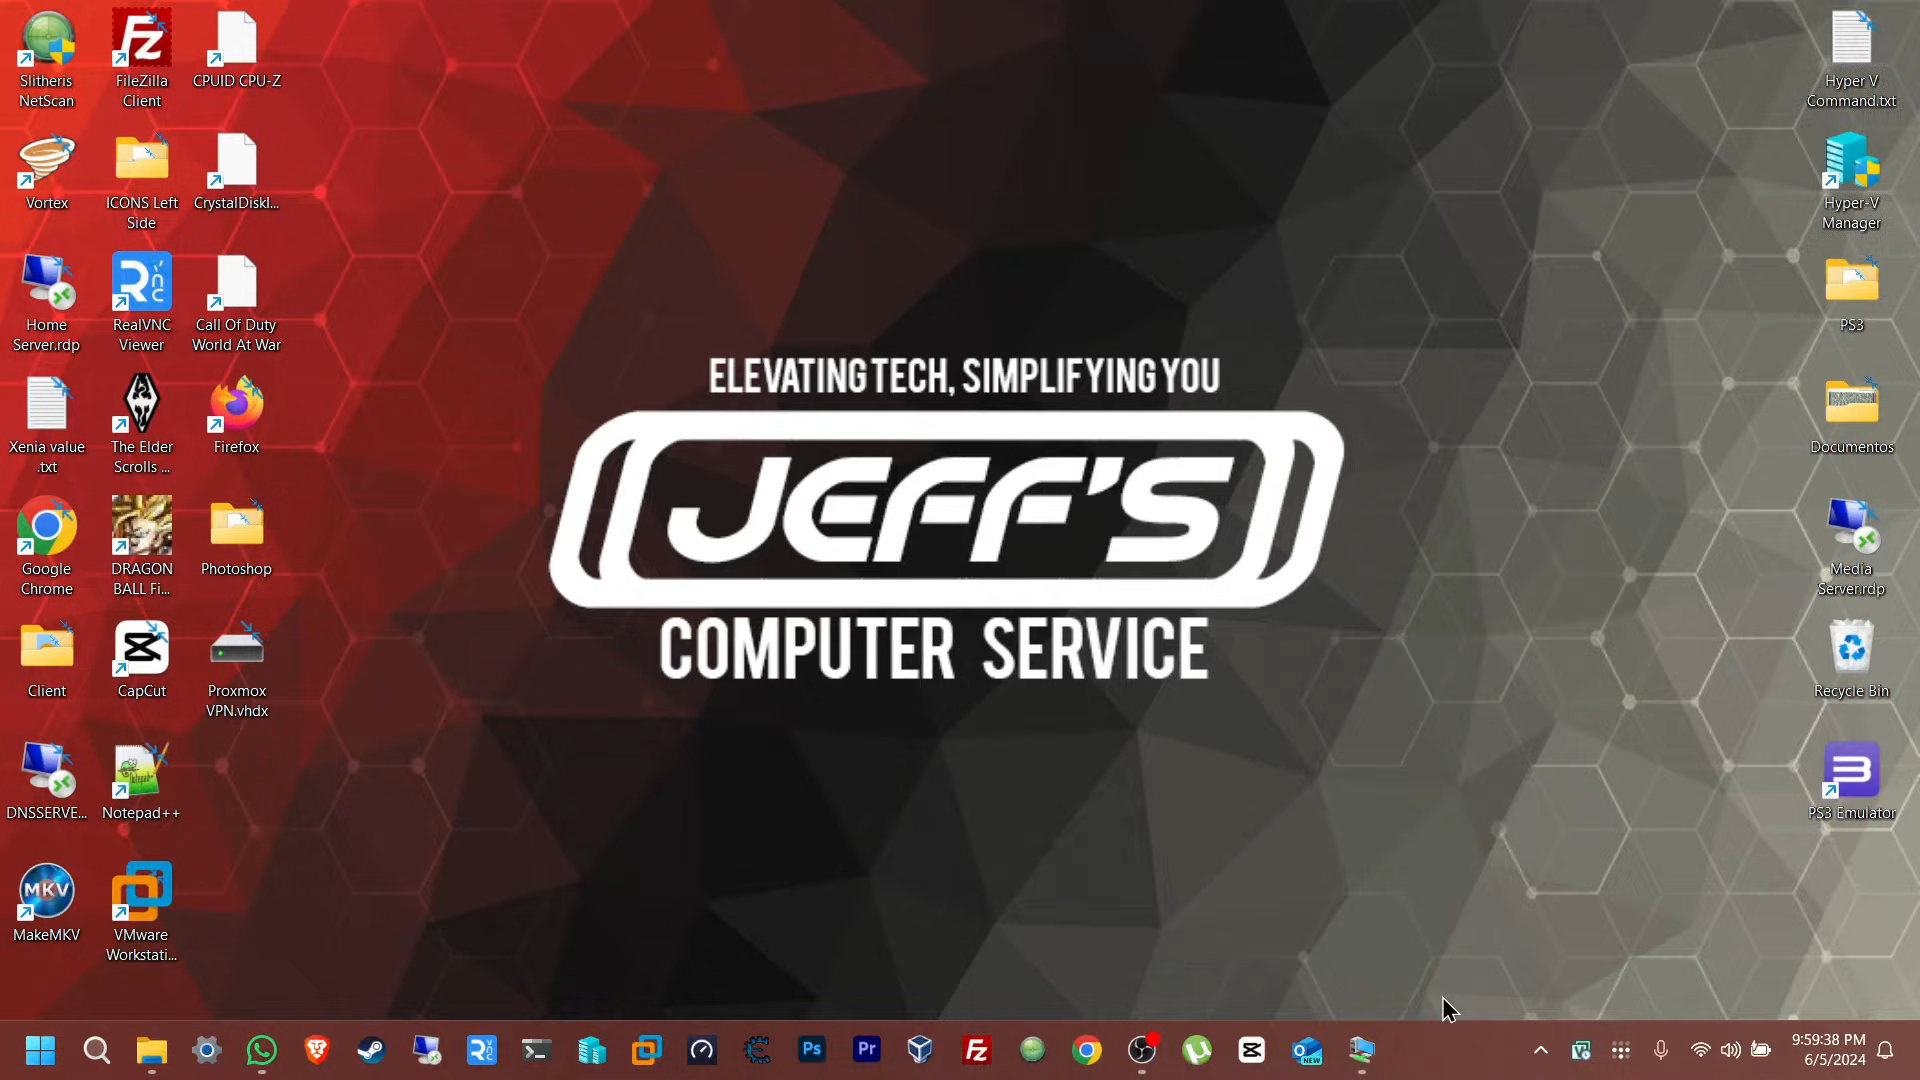 Slitheris
NetScan
FileZilla
Client
CPUID CPU-Z
Vortex
ICONS Left
Side
CrystalDiskI...
Home
Server.rdp
RealVNC
Viewer
Call Of Duty
World At War
Xenia value
.txt
The Elder
Scrolls ...
Firefox
Google
Chrome
DRAGON
BALL Fi...
Photoshop
Client
CapCut
Proxmox
VPN.vhdx
DNSSERVE...
Notepad++
MKV
MakeMKV
VMware
Workstati...
ELEVATING TECH, SIMPLIFYING YOU
JEFF'S
COMPUTER SERVICE
Hyper V
Command.txt
Hyper-V
Manager
PS3
Documentos
Media
Server.rdp
Recycle Bin
PS3 Emulator
Ps
Pr
Fz
NEW
9:59:38 PM
6/5/2024